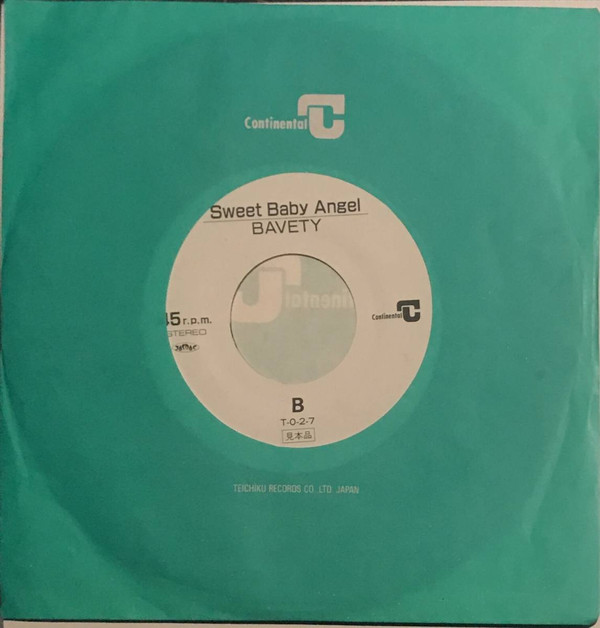 Continental
Sweet Baby Angel
BAVETY
45 r.p.m.
STEREO
Continental
B
T-0-2-7
見本品
TEICHIKU RECORDS CO., LTD. JAPAN